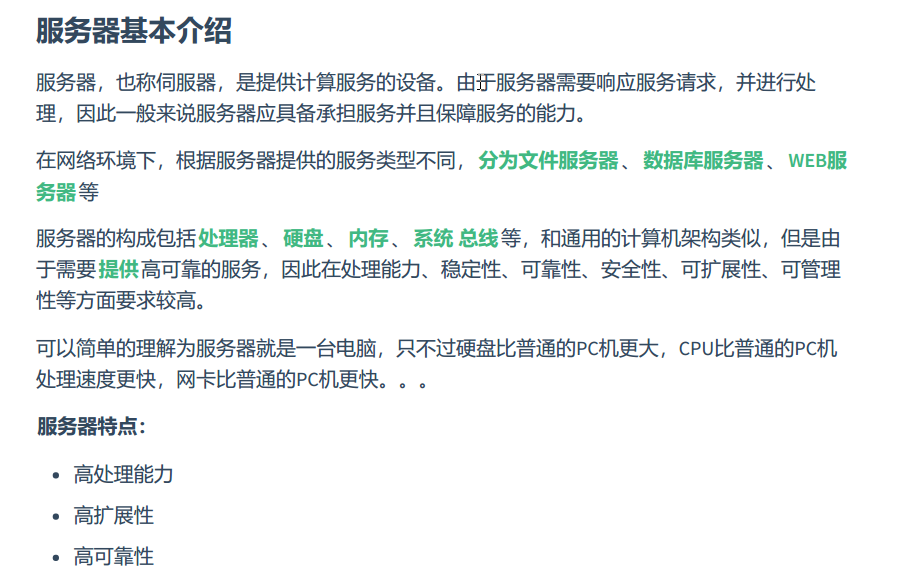 服务器基本介绍
服务器，也称伺服器，是提供计算服务的设备。由于服务器需要响应服务请求，并进行处
理，因此一般来说服务器应具备承担服务并且保障服务的能力。
在网络环境下，根据服务器提供的服务类型不同，分为文件服务器、数据库服务器、WEB服
务器等
服务器的构成包括处理器、硬盘、内存、系统 总线等，和通用的计算机架构类似，但是由
于需要提供高可靠的服务，因此在处理能力、稳定性、可靠性、安全性、可扩展性、可管理
性等方面要求较高。
可以简单的理解为服务器就是一台电脑，只不过硬盘比普通的PC机更大，CPU比普通的PC机
处理速度更快，网卡比普通的PC机更快。。。
服务器特点：
• 高处理能力
• 高扩展性
• 高可靠性